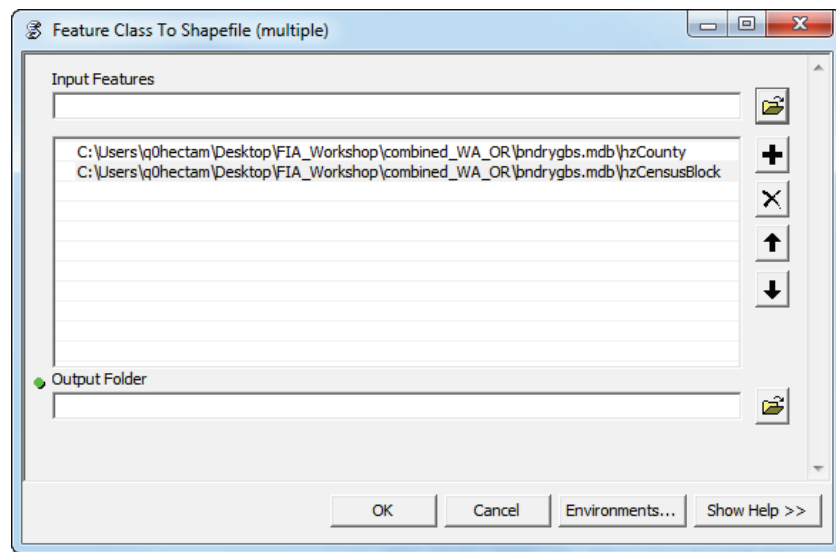 Feature Class To Shapefile (multiple)
Input Features
C:\Users\q0hectam\Desktop\FIA_Workshop\combined_WA_OR\bndrygbs.mdb\hzCounty
C:\Users\q0hectam\Desktop\FIA_Workshop\combined_WA_OR\bndrygbs.mdb\hzCensusBlock
Output Folder
OK Cancel Environments... Show Help >>